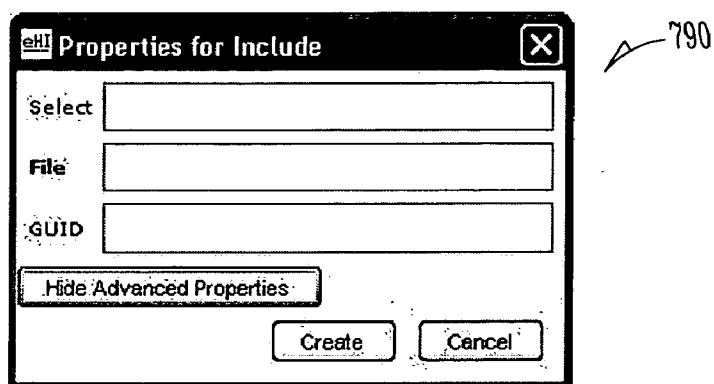 eHI Properties for Include
790
Select
File
GUID
Hide Advanced Properties
Create Cancel